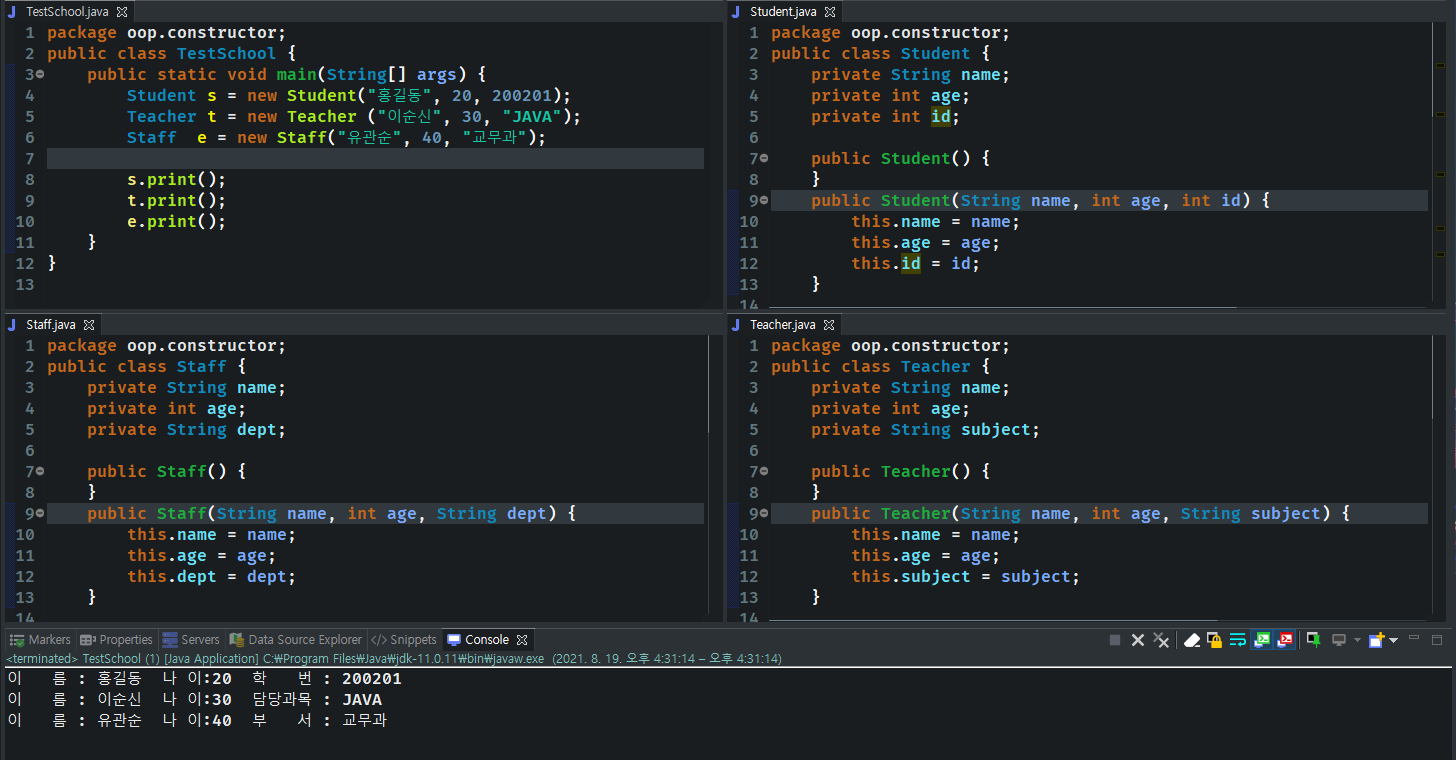 TestSchool.java
1 package oop.constructor;
2 public class TestSchool {
3 public static void main(String[] args) {
4 Student s = new Student("홍길동", 20, 200201);
5 Teacher t = new Teacher ("이순신", 30, "JAVA");
6 Staff  e = new Staff("유관순", 40, "교무과");
7
8 s.print();
9 t.print();
10 e.print();
11 }
12 }
13
Student.java
1 package oop.constructor;
2 public class Student {
3 private String name;
4 private int age;
5 private int id;
6
7 public Student() {
8 }
9 public Student(String name, int age, int id) {
10 this.name = name;
11 this.age = age;
12 this.id = id;
13 }
14
Staff.java
1 package oop.constructor;
2 public class Staff {
3 private String name;
4 private int age;
5 private String dept;
6
7 public Staff() {
8 }
9 public Staff(String name, int age, String dept) {
10 this.name = name;
11 this.age = age;
12 this.dept = dept;
13 }
14
Teacher.java
1 package oop.constructor;
2 public class Teacher {
3 private String name;
4 private int age;
5 private String subject;
6
7 public Teacher() {
8 }
9 public Teacher(String name, int age, String subject) {
10 this.name = name;
11 this.age = age;
12 this.subject = subject;
13 }
14
Markers Properties Servers Data Source Explorer Snippets Console
<terminated> TestSchool (1) [Java Application] C:₩Program Files₩Java₩jdk-11.0.11₩bin₩javaw.exe (2021. 8. 19. 오후 4:31:14 – 오후 4:31:14)
이 름 : 홍길동 나 이:20 학 번 : 200201
이 름 : 이순신 나 이:30 담당과목 : JAVA
이 름 : 유관순 나 이:40 부 서 : 교무과